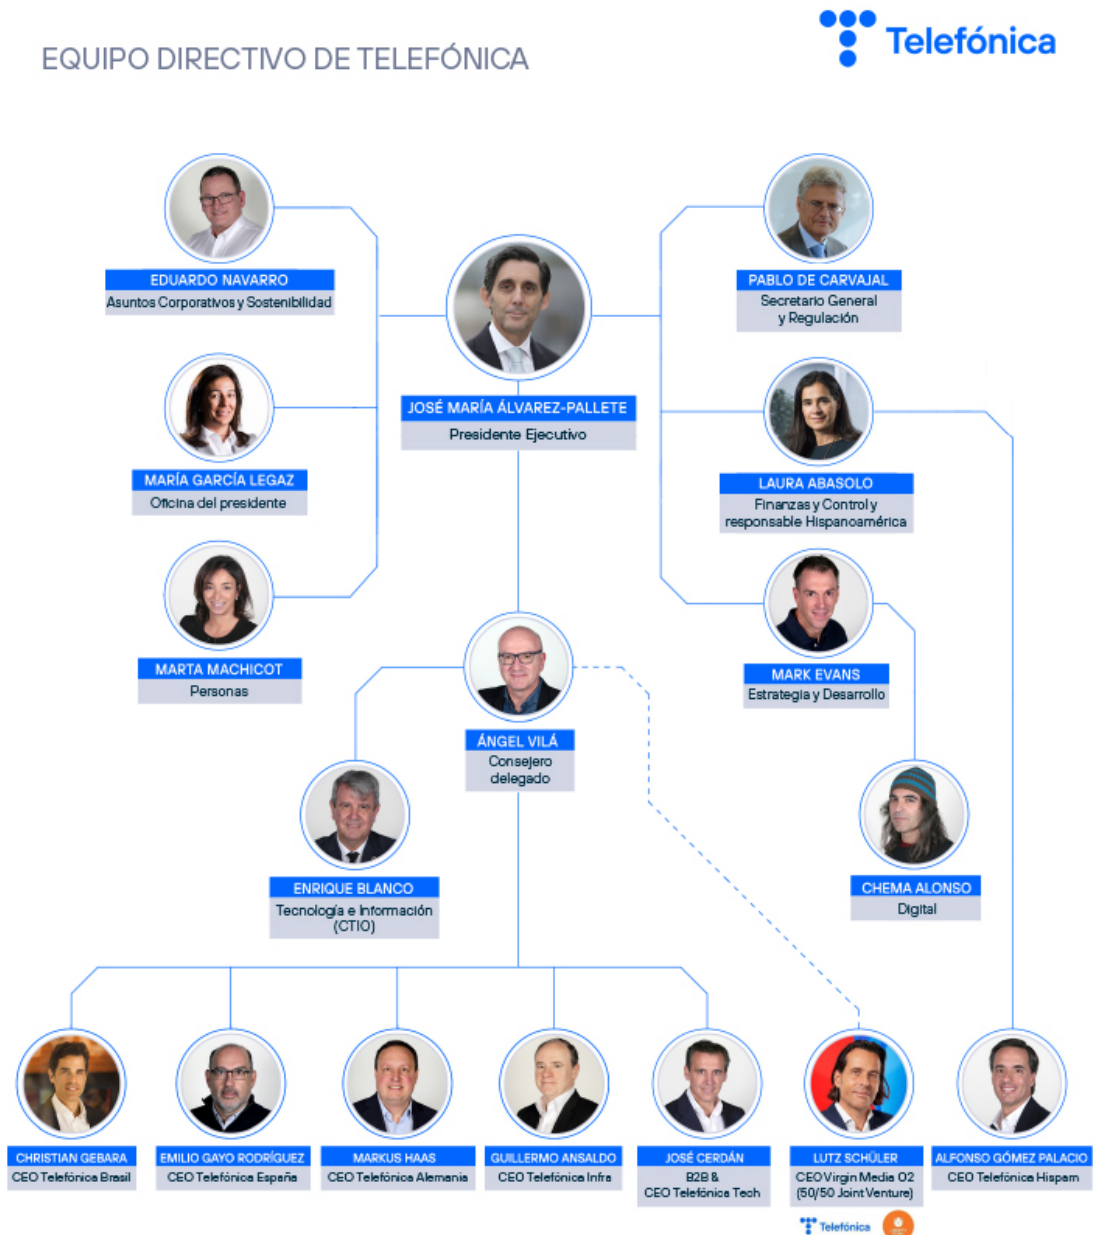 EQUIPO DIRECTIVO DE TELEFÓNICA
Telefónica
EDUARDO NAVARRO
Asuntos Corporativos y Sostenibilidad
PABLO DE CARVAJAL
Secretario General
y Regulación
JOSÉ MARÍA ÁLVAREZ-PALLETE
Presidente Ejecutivo
MARÍA GARCÍA LEGAZ
Oficina del presidente
LAURA ABASOLO
Finanzas y Control y
responsable Hispanoamérica
MARTA MACHICOT
Personas
MARK EVANS
Estrategia y Desarrollo
ÁNGEL VILÁ
Consejero
delegado
ENRIQUE BLANCO
Tecnología e Información
(CTIO)
CHEMA ALONSO
Digital
CHRISTIAN GEBARA
CEO Telefónica Brasil
EMILIO GAYO RODRÍGUEZ
CEO Telefónica España
MARKUS HAAS
CEO Telefónica Alemania
GUILLERMO ANSALDO
CEO Telefónica Infra
JOSÉ CERDÁN
B2B &
CEO Telefónica Tech
LUTZ SCHÜLER
CEO Virgin Media O2
(50/50 Joint Venture)
Telefónica
ALFONSO GÓMEZ PALACIO
CEO Telefónica Hispam